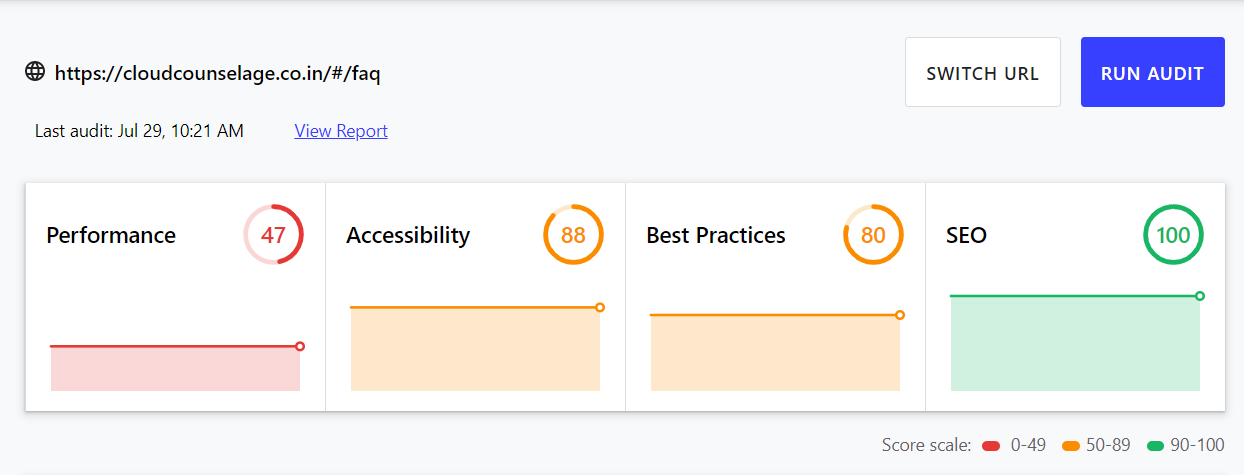 https://cloudcounselage.co.in/#/faq
SWITCH URL
RUN AUDIT
Last audit: Jul 29, 10:21 AM
View Report
Performance
47
Accessibility
88
Best Practices
80
SEO
100
Score scale: 0-49 50-89 90-100